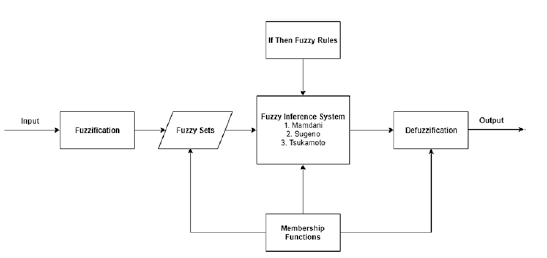 If Then Fuzzy Rules
Input
Fuzzification
Fuzzy Sets
Fuzzy Inference System
1. Mamdani
2. Sugeno
3. Tsukamoto
Defuzzification
Output
Membership
Functions